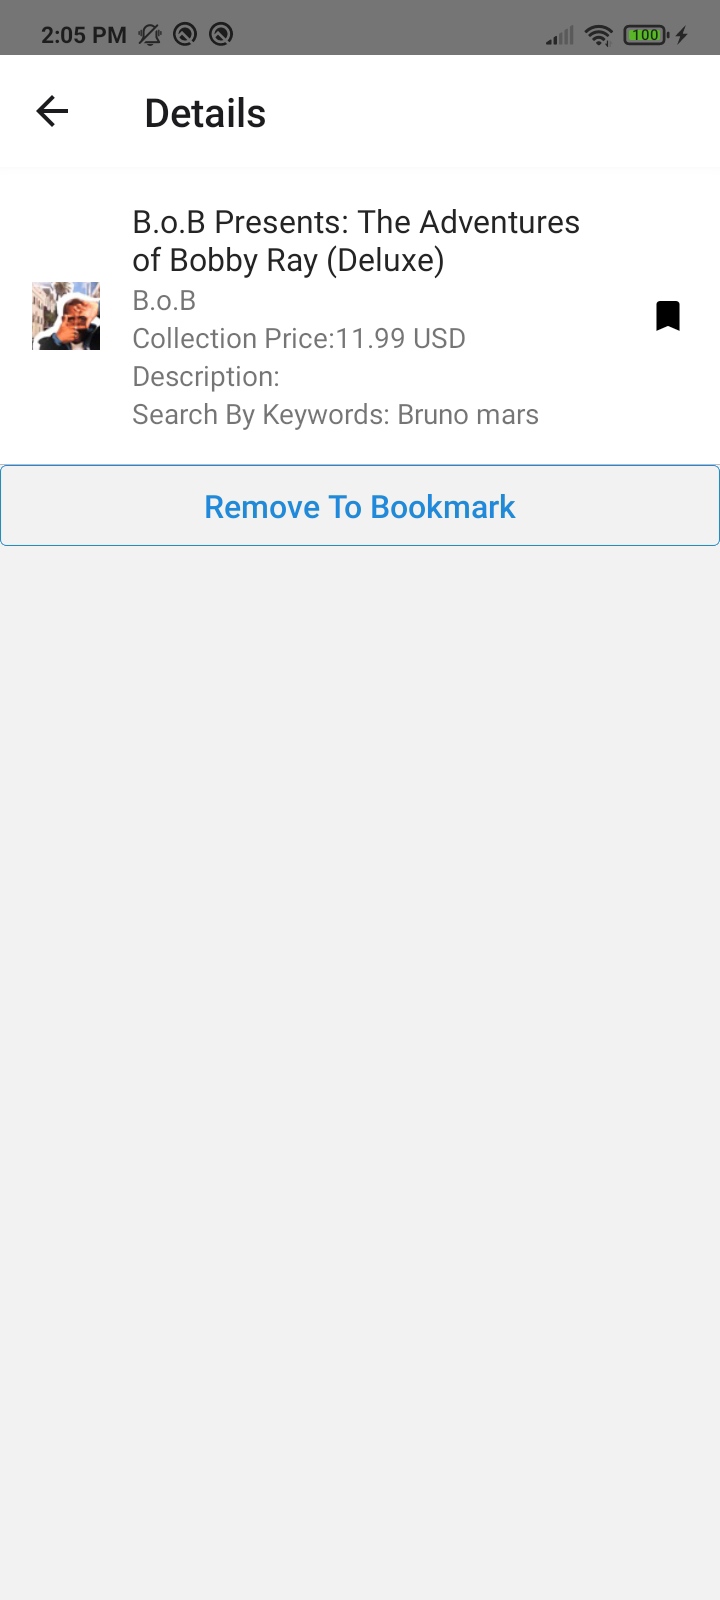 2:05 PM
100
Details
B.o.B Presents: The Adventures
of Bobby Ray (Deluxe)
B.o.B
Collection Price:11.99 USD
Description:
Search By Keywords: Bruno mars
Remove To Bookmark